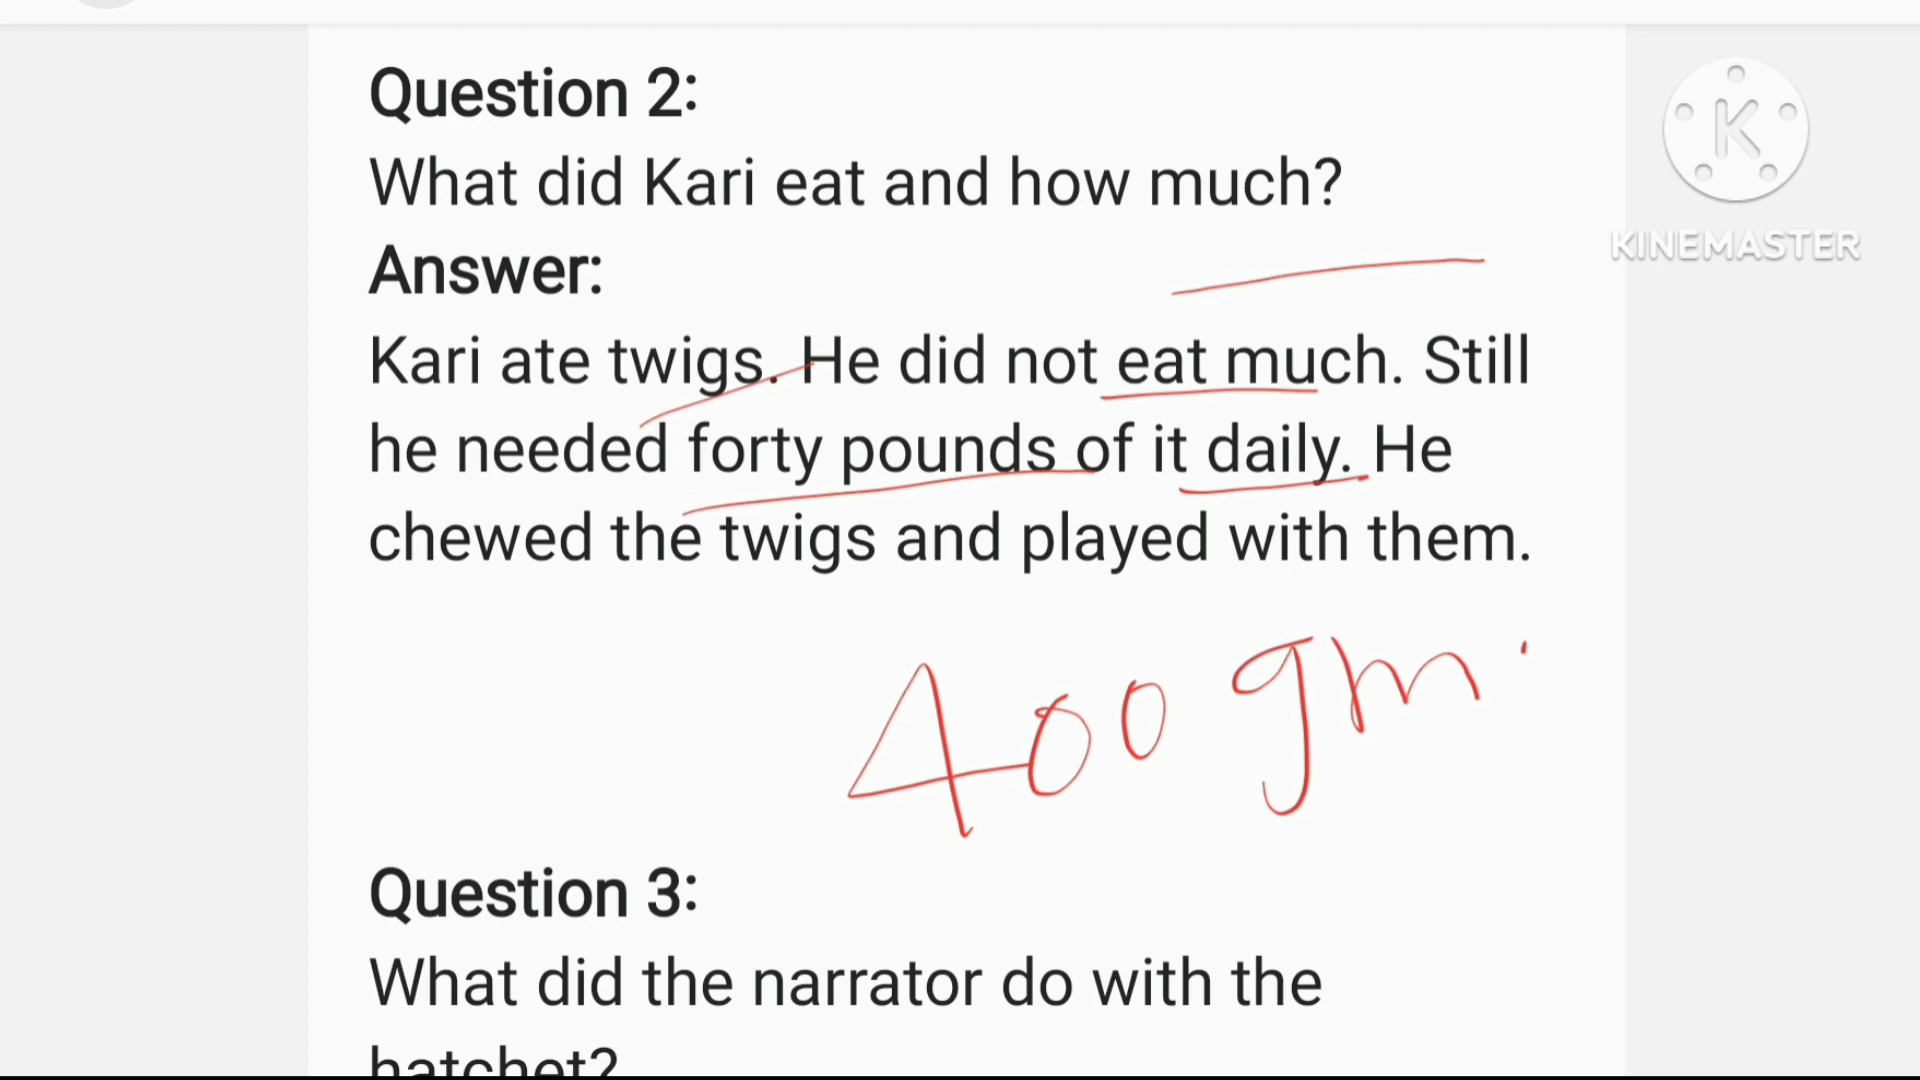 Question 2:
What did Kari eat and how much?
Answer:
Kari ate twigs. He did not eat much. Still
he needed forty pounds of it daily. He
chewed the twigs and played with them.
400 gm.
Question 3:
What did the narrator do with the
hatchet?
K
KINEMASTER